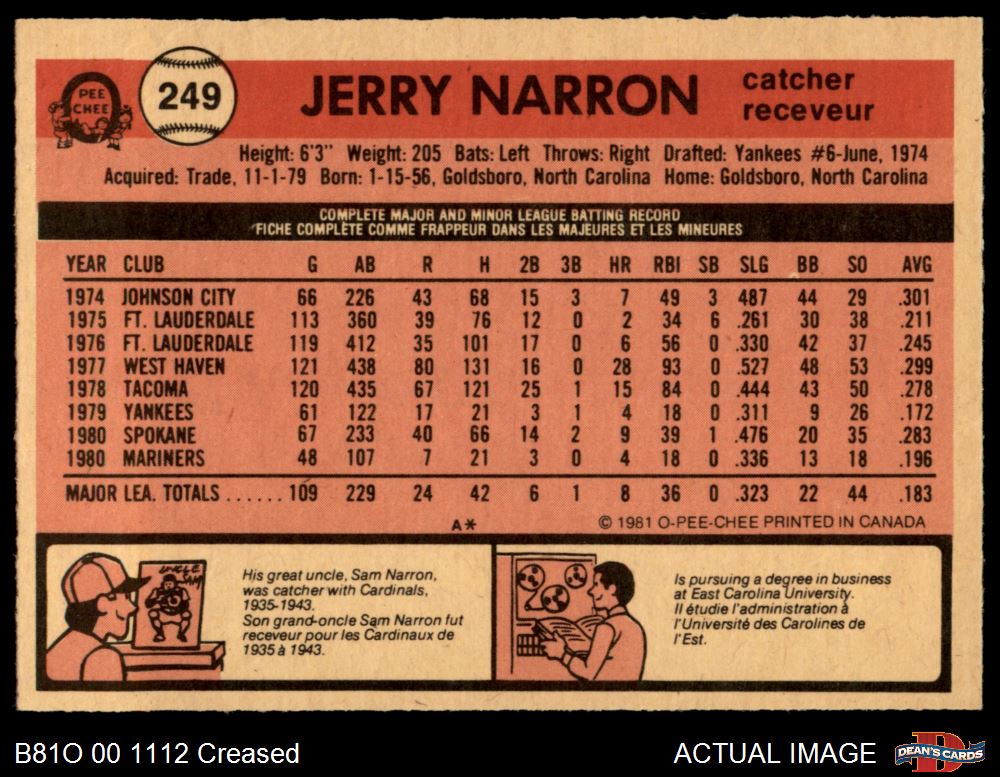 PEE CHEE
249
JERRY NARRON
catcher
receveur
Height: 6'3" Weight: 205 Bats: Left Throws: Right Drafted: Yankees #6-June, 1974
Acquired: Trade, 11-1-79 Born: 1-15-56, Goldsboro, North Carolina Home: Goldsboro, North Carolina
COMPLETE MAJOR AND MINOR LEAGUE BATTING RECORD
FICHE COMPLÈTE COMME FRAPPEUR DANS LES MAJEURES ET LES MINEURES
YEAR CLUB G AB R H 2B 3B HR RBI SB SLG BB SO AVG
1974 JOHNSON CITY 66 226 43 68 15 3 7 49 3 487 44 29 .301
1975 FT. LAUDERDALE 113 360 39 76 12 0 2 34 6 .261 30 38 .211
1976 FT. LAUDERDALE 119 412 35 101 17 0 6 56 0 .330 42 37 .245
1977 WEST HAVEN 121 438 80 131 16 0 28 93 0 .527 48 53 .299
1978 TACOMA 120 435 67 121 25 1 15 84 0 .444 43 50 .278
1979 YANKEES 61 122 17 21 3 1 4 18 0 .311 9 26 .172
1980 SPOKANE 67 233 40 66 14 2 9 39 1 .476 20 35 .283
1980 MARINERS 48 107 7 21 3 0 4 18 0 .336 13 18 .196
MAJOR LEA. TOTALS ...... 109 229 24 42 6 1 8 36 0 .323 22 44 .183
A* © 1981 O-PEE-CHEE PRINTED IN CANADA
UNCLE
SAM
His great uncle, Sam Narron,
was catcher with Cardinals,
1935-1943.
Son grand-oncle Sam Narron fut
receveur pour les Cardinaux de
1935 à 1943.
Is pursuing a degree in business
at East Carolina University.
Il étudie l'administration à
l'Université des Carolines de
l'Est.
B81O 00 1112 Creased
ACTUAL IMAGE
DEAN'S CARDS